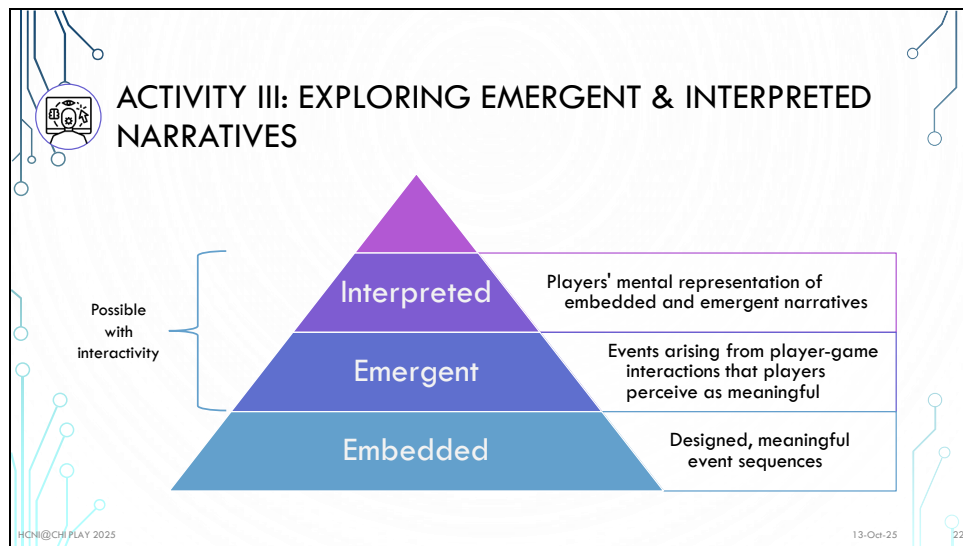 ACTIVITY III: EXPLORING EMERGENT & INTERPRETED
NARRATIVES
Possible
with
interactivity
Interpreted
Players' mental representation of
embedded and emergent narratives
Emergent
Events arising from player-game
interactions that players
perceive as meaningful
Embedded
Designed, meaningful
event sequences
HCNI@CHI PLAY 2025
13-Oct-25
22